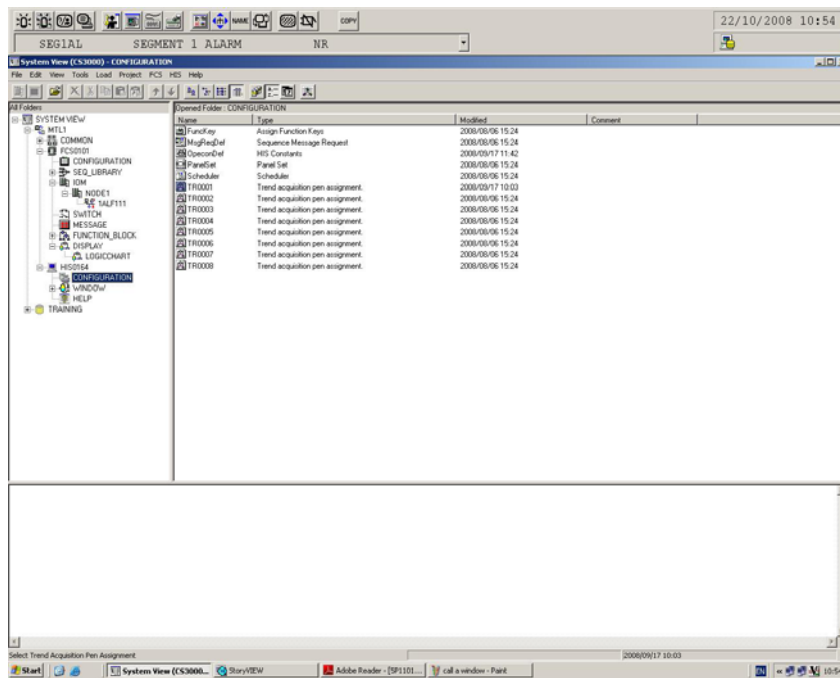 NAME
COPY
22/10/2008 10:54
SEG1AL SEGMENT 1 ALARM NR
System View (CS3000) - CONFIGURATION
File Edit View Tools Load Project FCS HIS Help
All Folders
SYSTEM VIEW
MTL1
COMMON
FCS0101
CONFIGURATION
SEQ_LIBRARY
IOM
NODE1
1ALF111
SWITCH
MESSAGE
FUNCTION_BLOCK
DISPLAY
LOGICCHART
HIS0164
CONFIGURATION
WINDOW
HELP
TRAINING
Opened Folder : CONFIGURATION
Name Type Modified Comment
FuncKey Assign Function Keys 2008/08/06 15:24
MsgReqDef Sequence Message Request 2008/08/06 15:24
OpeconDef HIS Constants 2008/09/17 11:42
PanelSet Panel Set 2008/08/06 15:24
Scheduler Scheduler 2008/08/06 15:24
TR0001 Trend acquisition pen assignment. 2008/09/17 10:03
TR0002 Trend acquisition pen assignment. 2008/08/06 15:24
TR0003 Trend acquisition pen assignment. 2008/08/06 15:24
TR0004 Trend acquisition pen assignment. 2008/08/06 15:24
TR0005 Trend acquisition pen assignment. 2008/08/06 15:24
TR0006 Trend acquisition pen assignment. 2008/08/06 15:24
TR0007 Trend acquisition pen assignment. 2008/08/06 15:24
TR0008 Trend acquisition pen assignment. 2008/08/06 15:24
Select Trend Acquisition Pen Assignment 2008/09/17 10:03
Start System View (CS3000... StoryVIEW Adobe Reader - [SP1101... call a window - Paint EN « 10:54